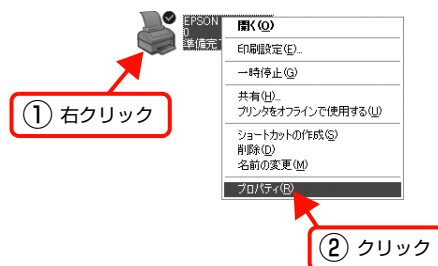 EPSON
0
準備完了
開く(O)
印刷設定(E)...
一時停止(G)
共有(H)...
プリンタをオフラインで使用する(U)
ショートカットの作成(S)
削除(D)
名前の変更(M)
プロパティ(R)
① 右クリック
② クリック